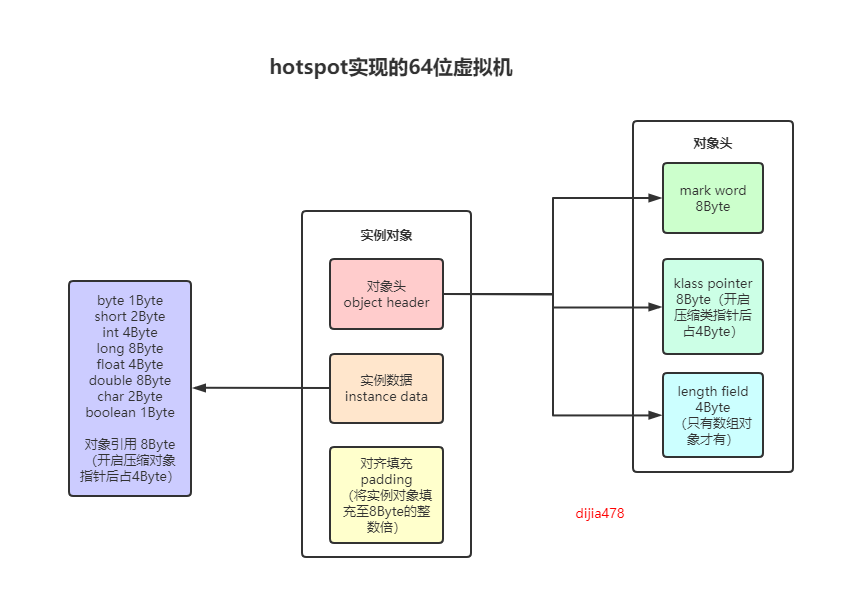 hotspot实现的64位虚拟机
对象头
mark word
8Byte
klass pointer
8Byte（开启
压缩类指针后
占4Byte）
length field
4Byte
（只有数组对
象才有）
实例对象
对象头
object header
实例数据
instance data
对齐填充
padding
（将实例对象填
充至8Byte的整
数倍）
byte 1Byte
short 2Byte
int 4Byte
long 8Byte
float 4Byte
double 8Byte
char 2Byte
boolean 1Byte
对象引用 8Byte
（开启压缩对象
指针后占4Byte）
dijia478